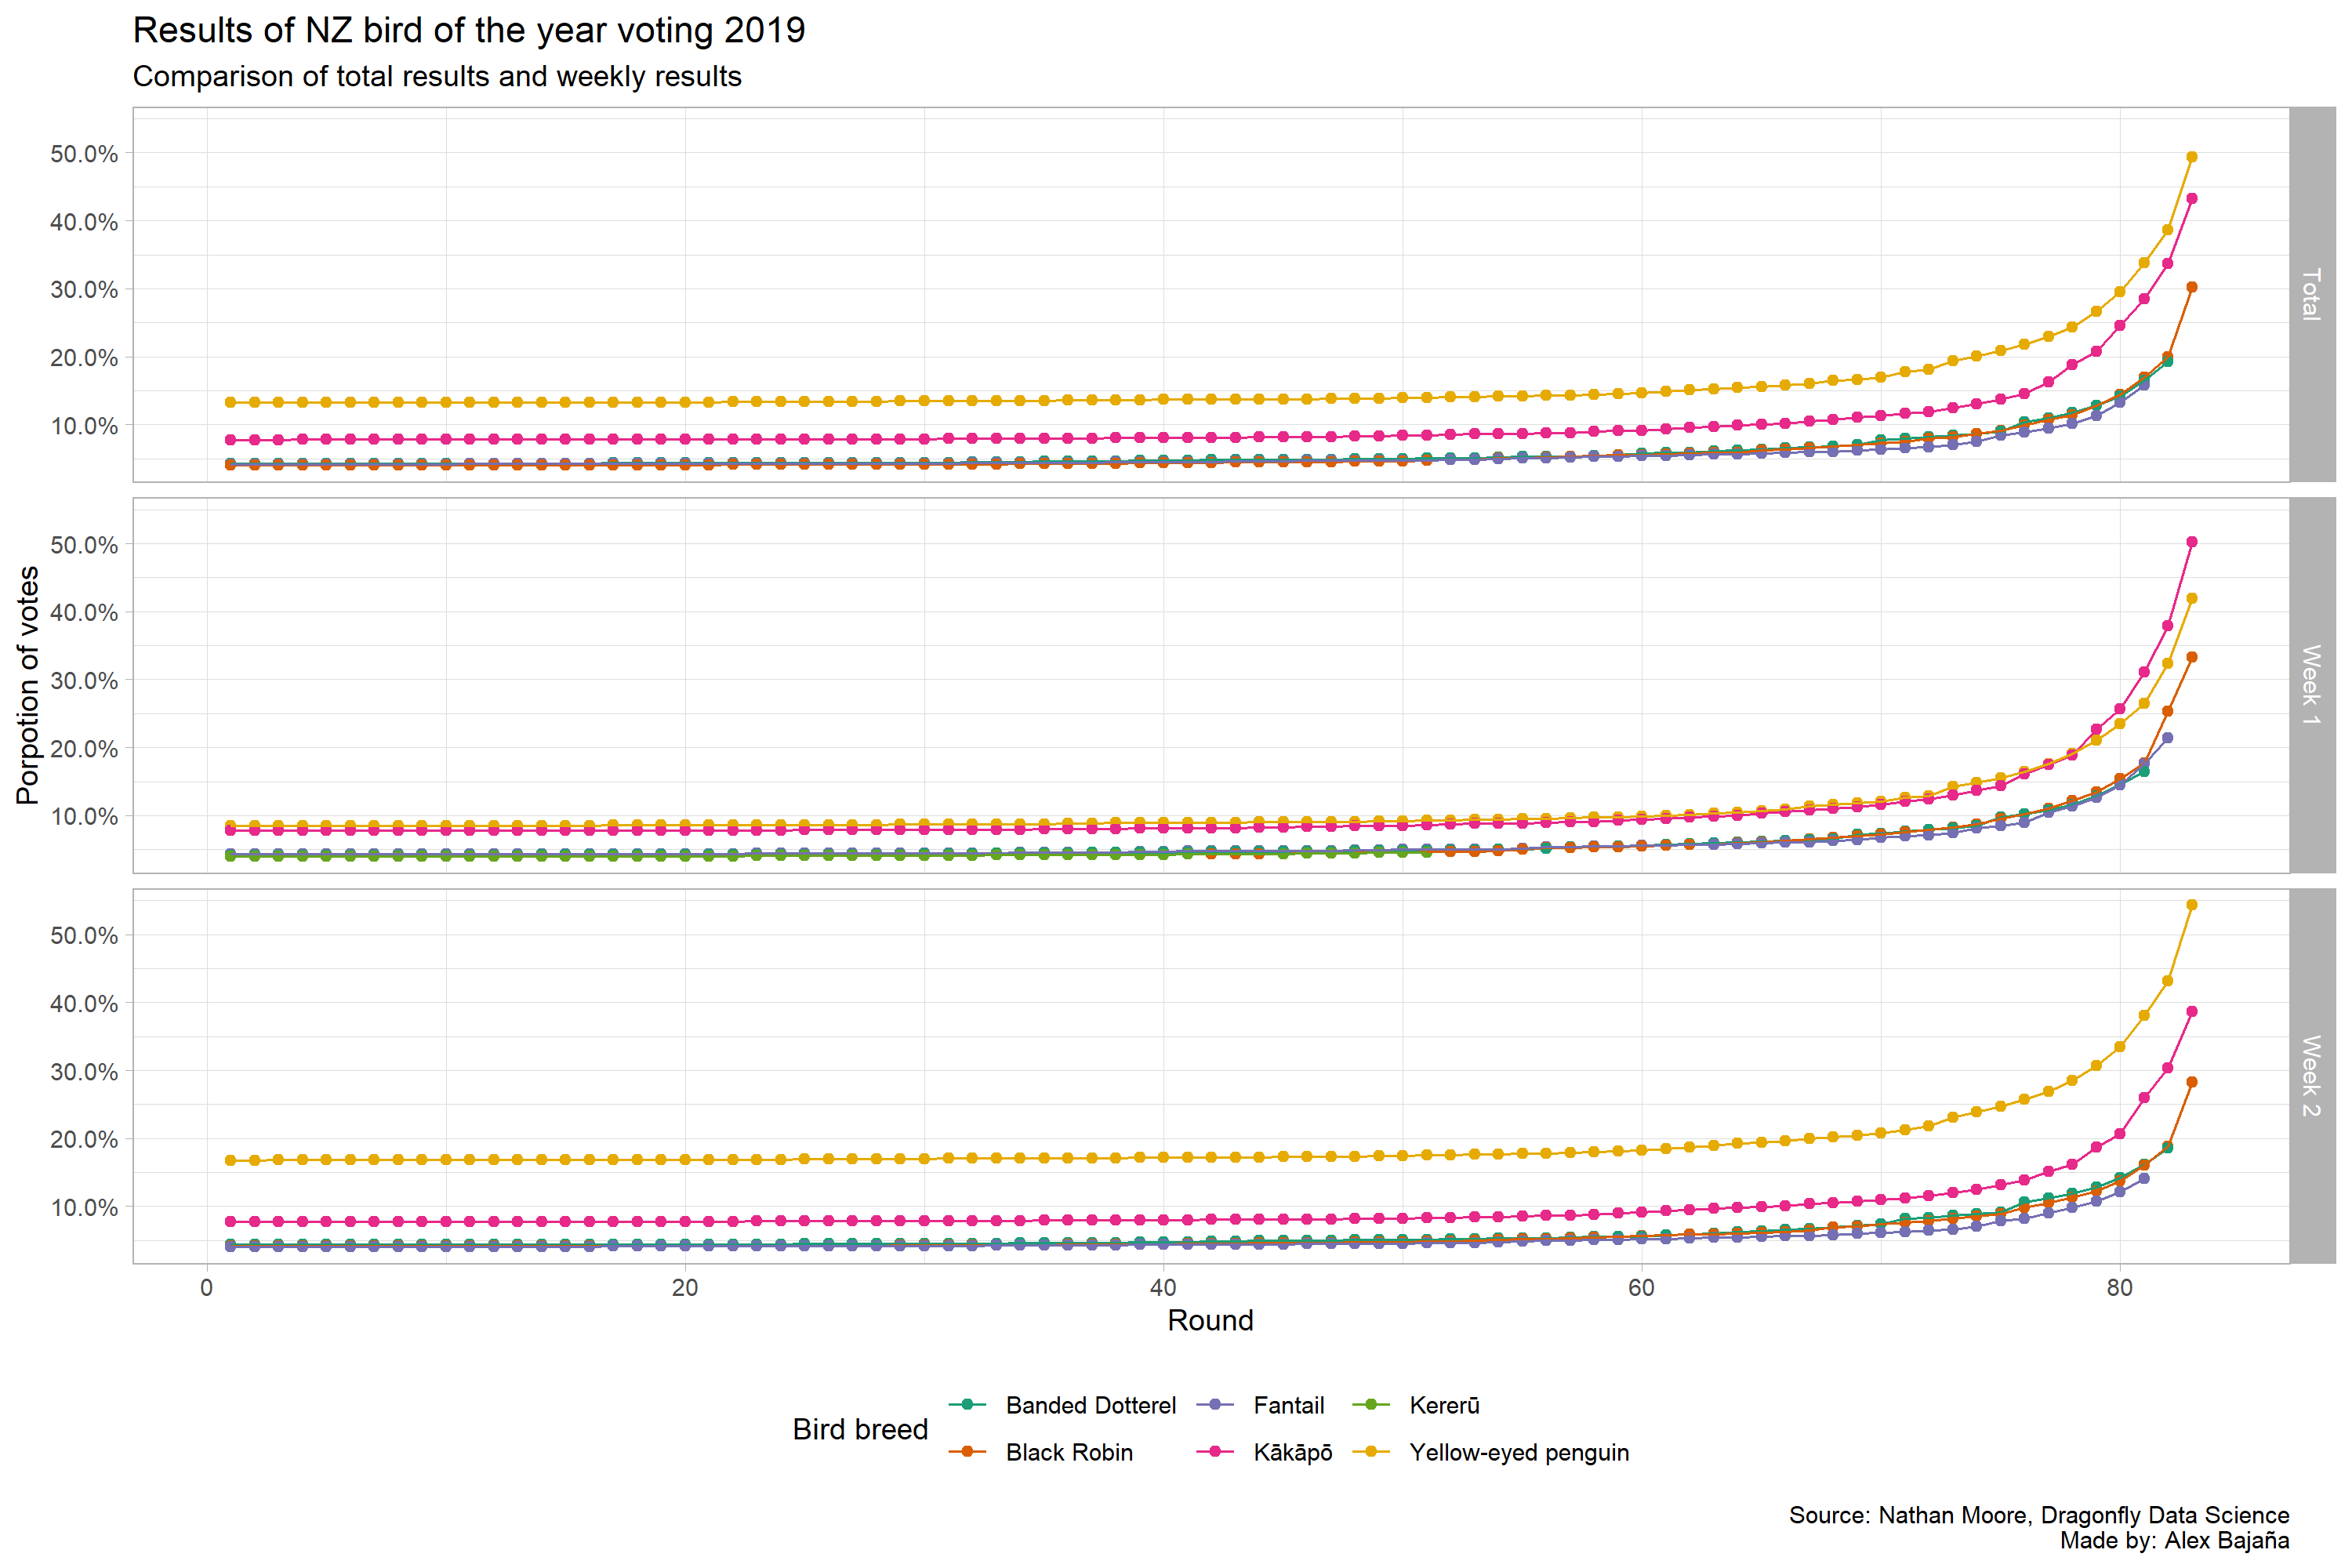 Results of NZ bird of the year voting 2019
Comparison of total results and weekly results
Porpotion of votes
50.0%
40.0%
30.0%
20.0%
10.0%
Total
50.0%
40.0%
30.0%
20.0%
10.0%
Week 1
50.0%
40.0%
30.0%
20.0%
10.0%
Week 2
0 20 40 60 80
Round
Bird breed
Banded Dotterel Fantail Kererū
Black Robin Kākāpō Yellow-eyed penguin
Source: Nathan Moore, Dragonfly Data Science
Made by: Alex Bajaña